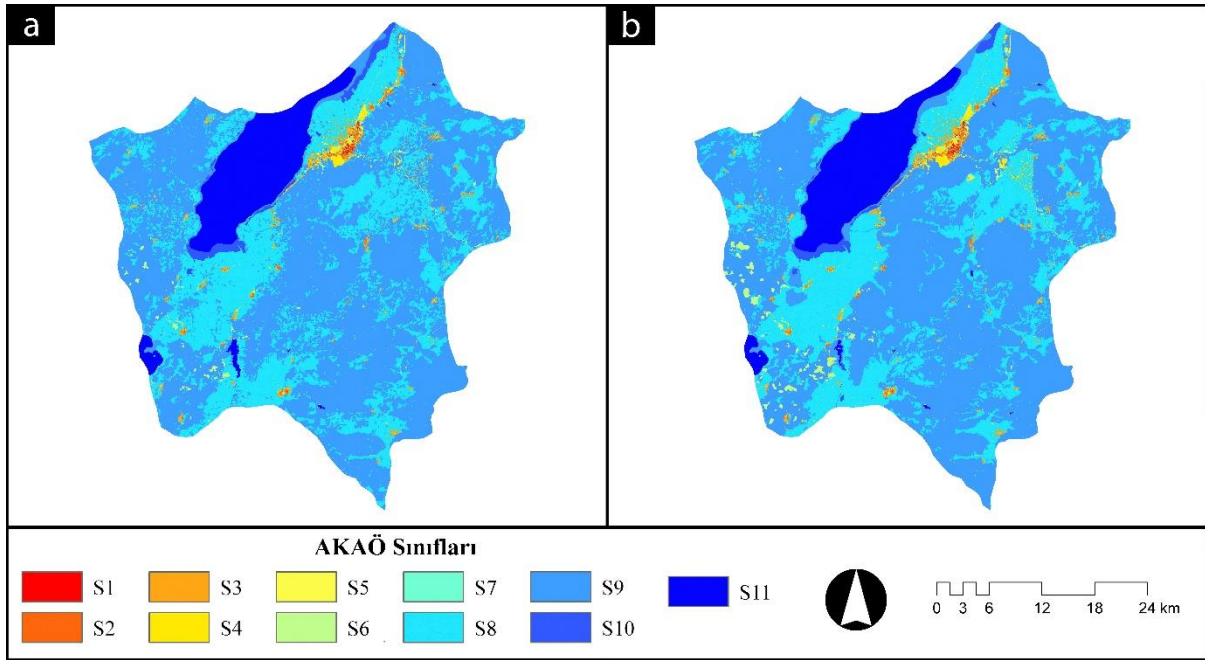 a
b
AKAÖ Sınıfları
S1 S3 S5 S7 S9 S11
S2 S4 S6 S8 S10
0 3 6 12 18 24 km